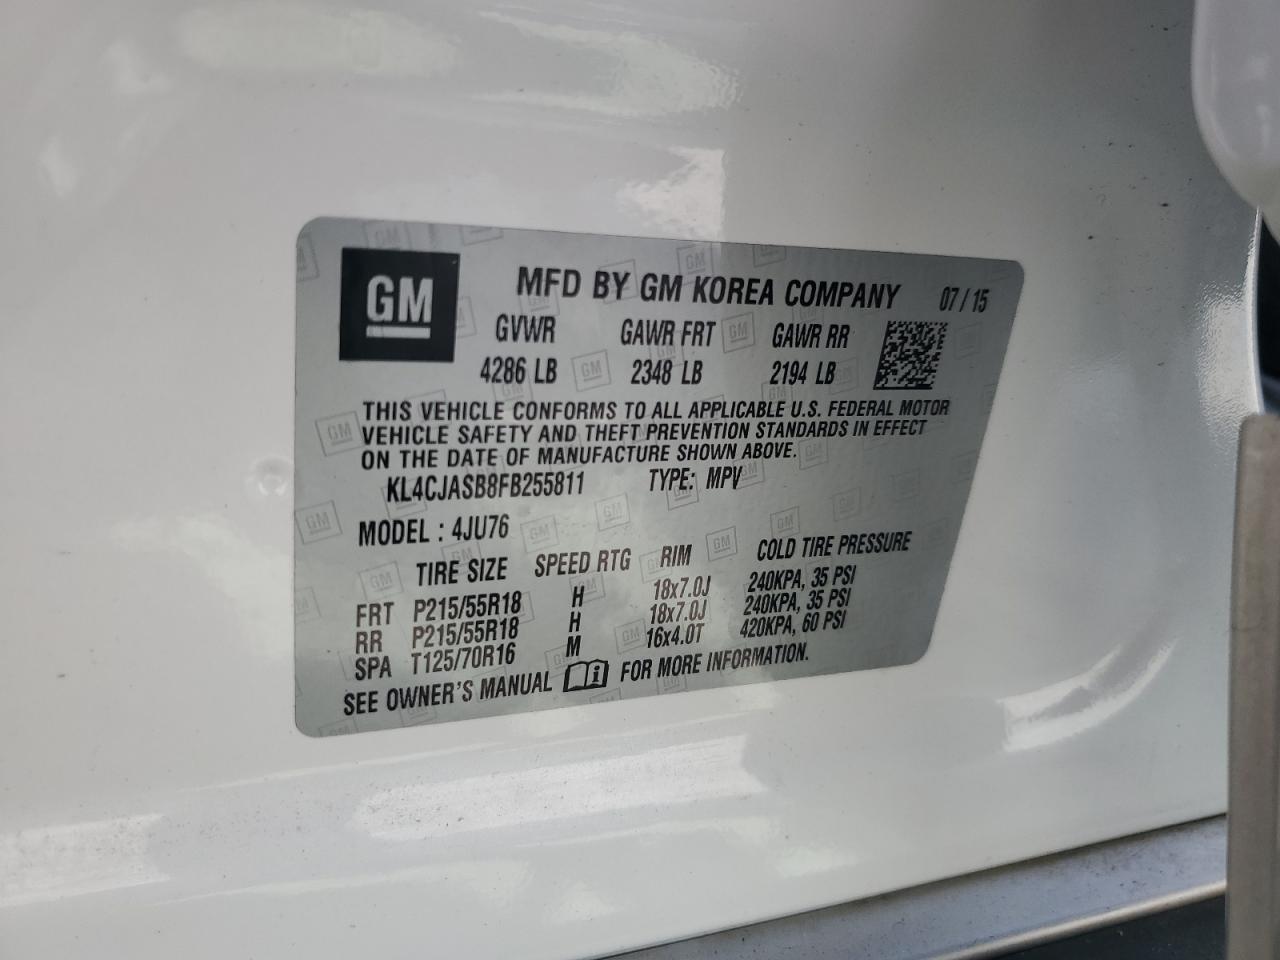 GM
MFD BY GM KOREA COMPANY 07/15
GVWR GAWR FRT GAWR RR
4286 LB 2348 LB 2194 LB
THIS VEHICLE CONFORMS TO ALL APPLICABLE U.S. FEDERAL MOTOR
VEHICLE SAFETY AND THEFT PREVENTION STANDARDS IN EFFECT
ON THE DATE OF MANUFACTURE SHOWN ABOVE.
KL4CJASB8FB255811 TYPE: MPV
MODEL : 4JU76
TIRE SIZE SPEED RTG RIM COLD TIRE PRESSURE
FRT P215/55R18 H 18x7.0J 240KPA, 35 PSI
RR P215/55R18 H 18x7.0J 240KPA, 35 PSI
SPA T125/70R16 M 16x4.0T 420KPA, 60 PSI
SEE OWNER'S MANUAL FOR MORE INFORMATION.